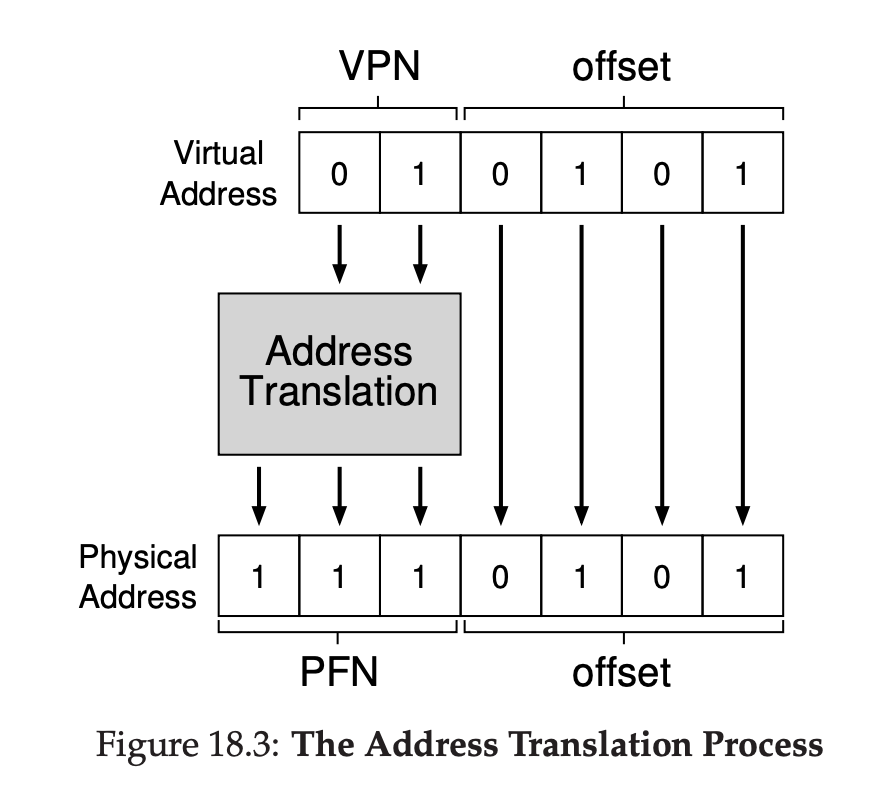 VPN offset
Virtual
Address
0 1 0 1 0 1
Address
Translation
Physical
Address
1 1 1 0 1 0 1
PFN offset
Figure 18.3: The Address Translation Process